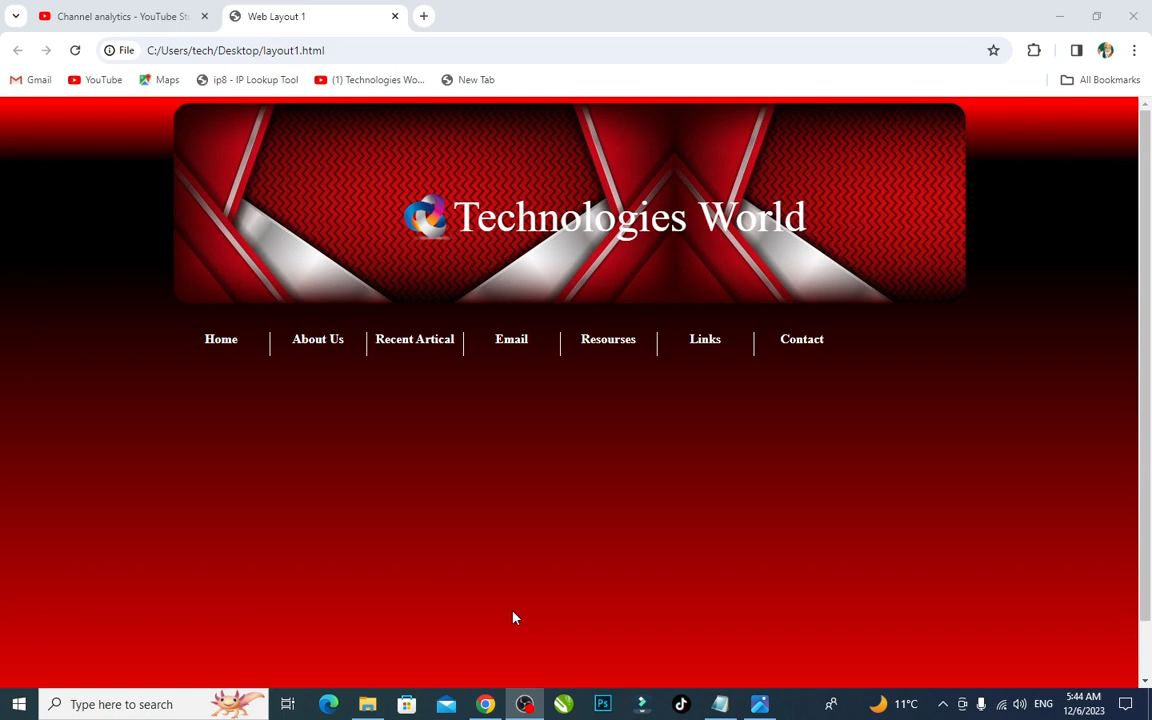 Channel analytics - YouTube Stu
Web Layout 1
File
C:/Users/tech/Desktop/layout1.html
Gmail
YouTube
Maps
ip8 - IP Lookup Tool
(1) Technologies Wo...
New Tab
All Bookmarks
Technologies World
Home
About Us
Recent Artical
Email
Resourses
Links
Contact
Type here to search
Ps
11°C
ENG
5:44 AM
12/6/2023